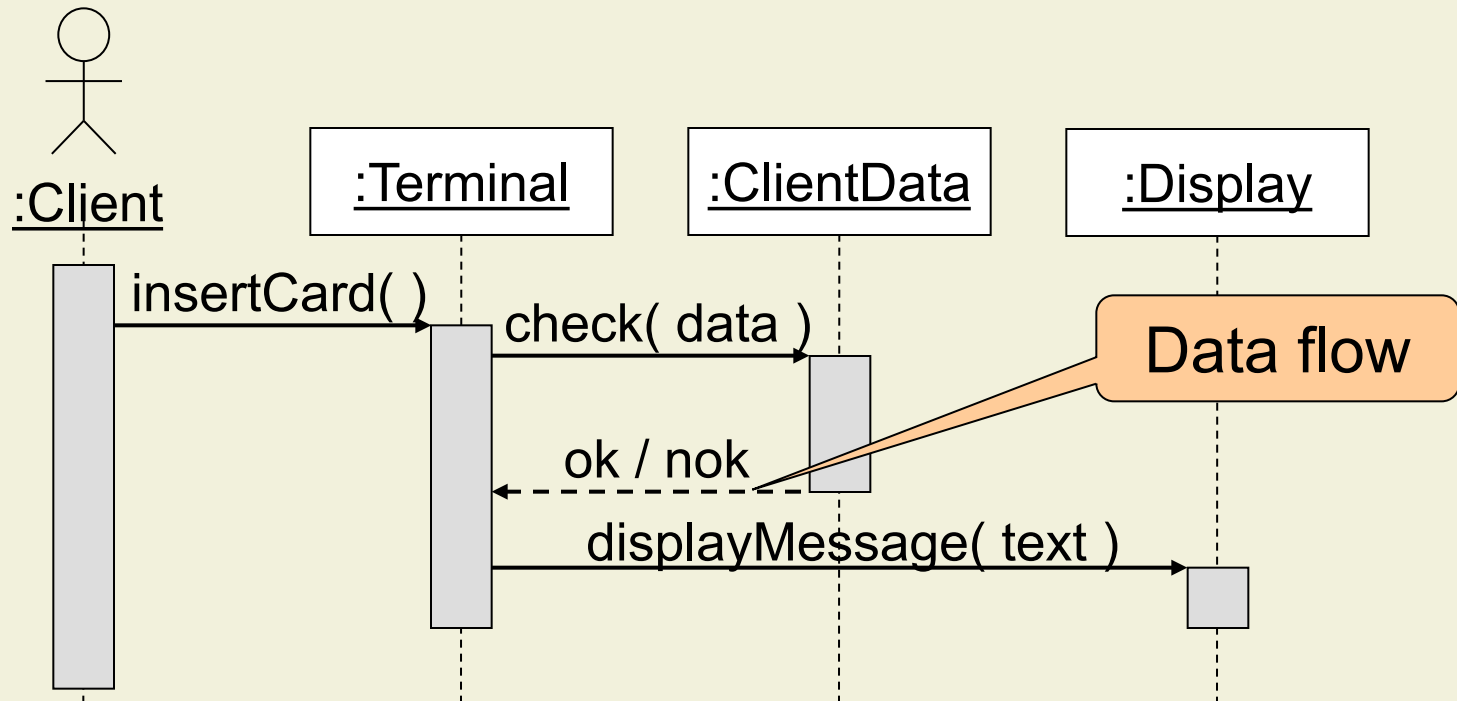 :Client
:Terminal
:ClientData
:Display
insertCard( )
check( data )
Data flow
ok / nok
displayMessage( text )